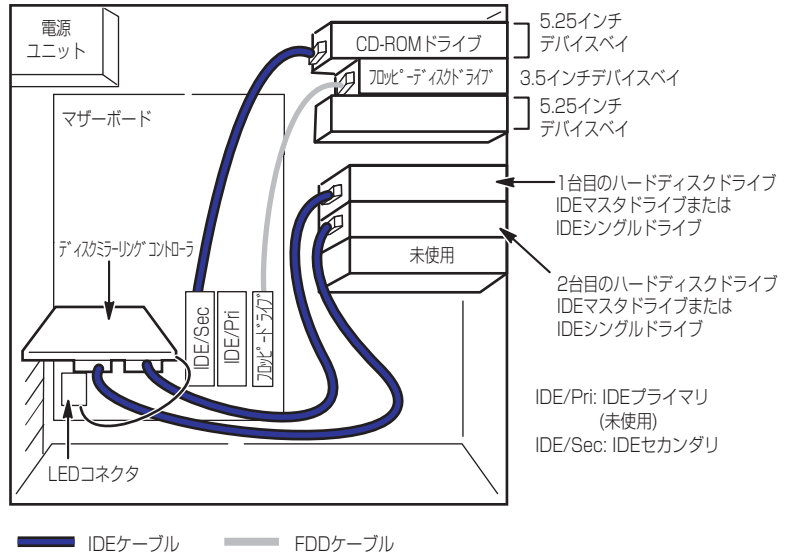 電源
ユニット
CD-ROMドライブ
5.25インチ
デバイスベイ
フロッピーディスクドライブ
3.5インチデバイスベイ
5.25インチ
デバイスベイ
マザーボード
1台目のハードディスクドライブ
IDEマスタドライブまたは
IDEシングルドライブ
未使用
2台目のハードディスクドライブ
IDEマスタドライブまたは
IDEシングルドライブ
ディスクミラーリングコントローラ
IDE/Sec
IDE/Pri
フロッピードライブ
IDE/Pri: IDEプライマリ
(未使用)
IDE/Sec: IDEセカンダリ
LEDコネクタ
IDEケーブル
FDDケーブル